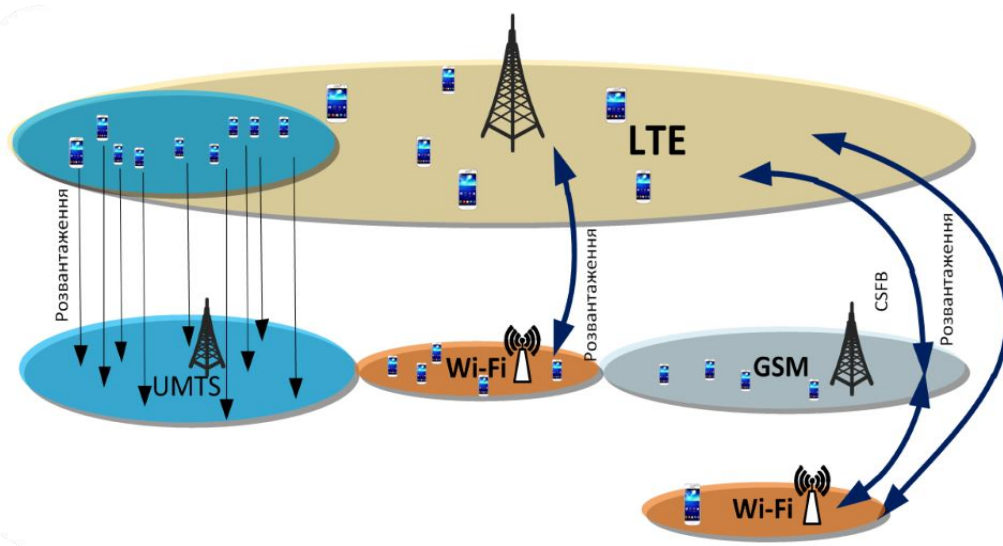 LTE
Розвантаження
Розвантаження
CSFB
Розвантаження
UMTS
Wi-Fi
GSM
Wi-Fi